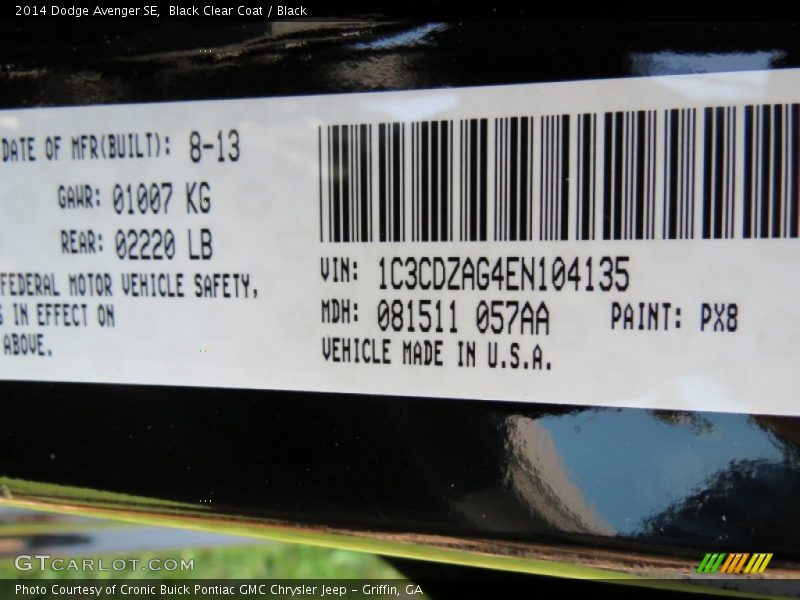 2014 Dodge Avenger SE,  Black Clear Coat / Black
DATE OF MFR(BUILT): 8-13
GAWR: 01007 KG
REAR: 02220 LB
FEDERAL MOTOR VEHICLE SAFETY,
S IN EFFECT ON
ABOVE.
VIN: 1C3CDZAG4EN104135
MDH: 081511 057AA PAINT: PX8
VEHICLE MADE IN U.S.A.
GTCARLOT.COM
Photo Courtesy of Cronic Buick Pontiac GMC Chrysler Jeep - Griffin, GA